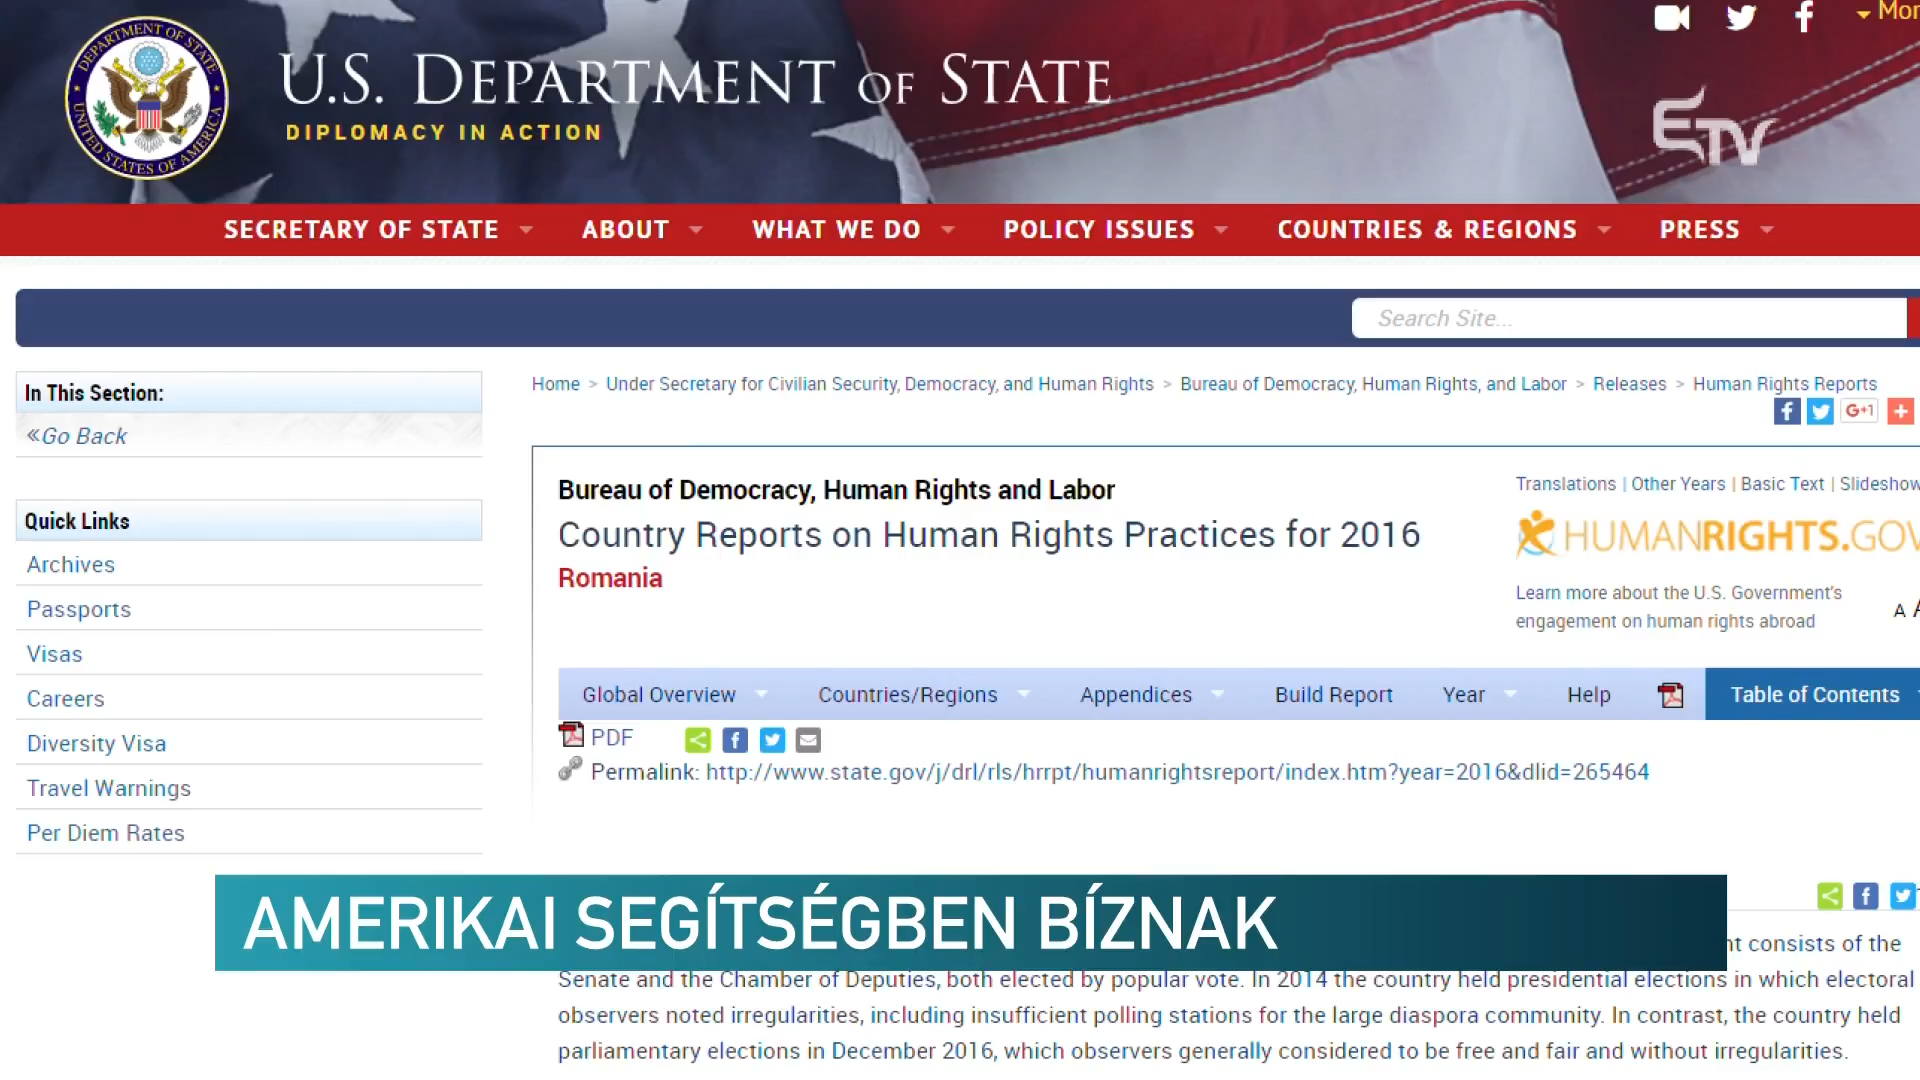 Mor
DEPARTMENT OF STATE
UNITED STATES OF AMERICA
U.S. DEPARTMENT OF STATE
DIPLOMACY IN ACTION
ETV
SECRETARY OF STATE ABOUT WHAT WE DO POLICY ISSUES COUNTRIES & REGIONS PRESS
Search Site...
In This Section:
«Go Back
Quick Links
Archives
Passports
Visas
Careers
Diversity Visa
Travel Warnings
Per Diem Rates
Home > Under Secretary for Civilian Security, Democracy, and Human Rights > Bureau of Democracy, Human Rights, and Labor > Releases > Human Rights Reports
G+1
Bureau of Democracy, Human Rights and Labor
Country Reports on Human Rights Practices for 2016
Romania
Translations | Other Years | Basic Text | Slideshow
HUMANRIGHTS.GOV
Learn more about the U.S. Government's
engagement on human rights abroad
A A
Global Overview Countries/Regions Appendices Build Report Year Help Table of Contents
PDF
Permalink: http://www.state.gov/j/drl/rls/hrrpt/humanrightsreport/index.htm?year=2016&dlid=265464
AMERIKAI SEGÍTSÉGBEN BÍZNAK
nt consists of the
Senate and the Chamber of Deputies, both elected by popular vote. In 2014 the country held presidential elections in which electoral
observers noted irregularities, including insufficient polling stations for the large diaspora community. In contrast, the country held
parliamentary elections in December 2016, which observers generally considered to be free and fair and without irregularities.